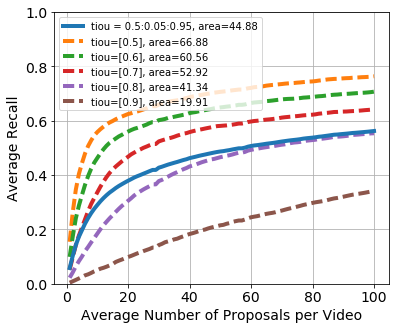 1.0
0.8
0.6
0.4
0.2
0.0
Average Recall
tiou = 0.5:0.05:0.95, area=44.88
tiou=[0.5], area=66.88
tiou=[0.6], area=60.56
tiou=[0.7], area=52.92
tiou=[0.8], area=41.34
tiou=[0.9], area=19.91
0 20 40 60 80 100
Average Number of Proposals per Video